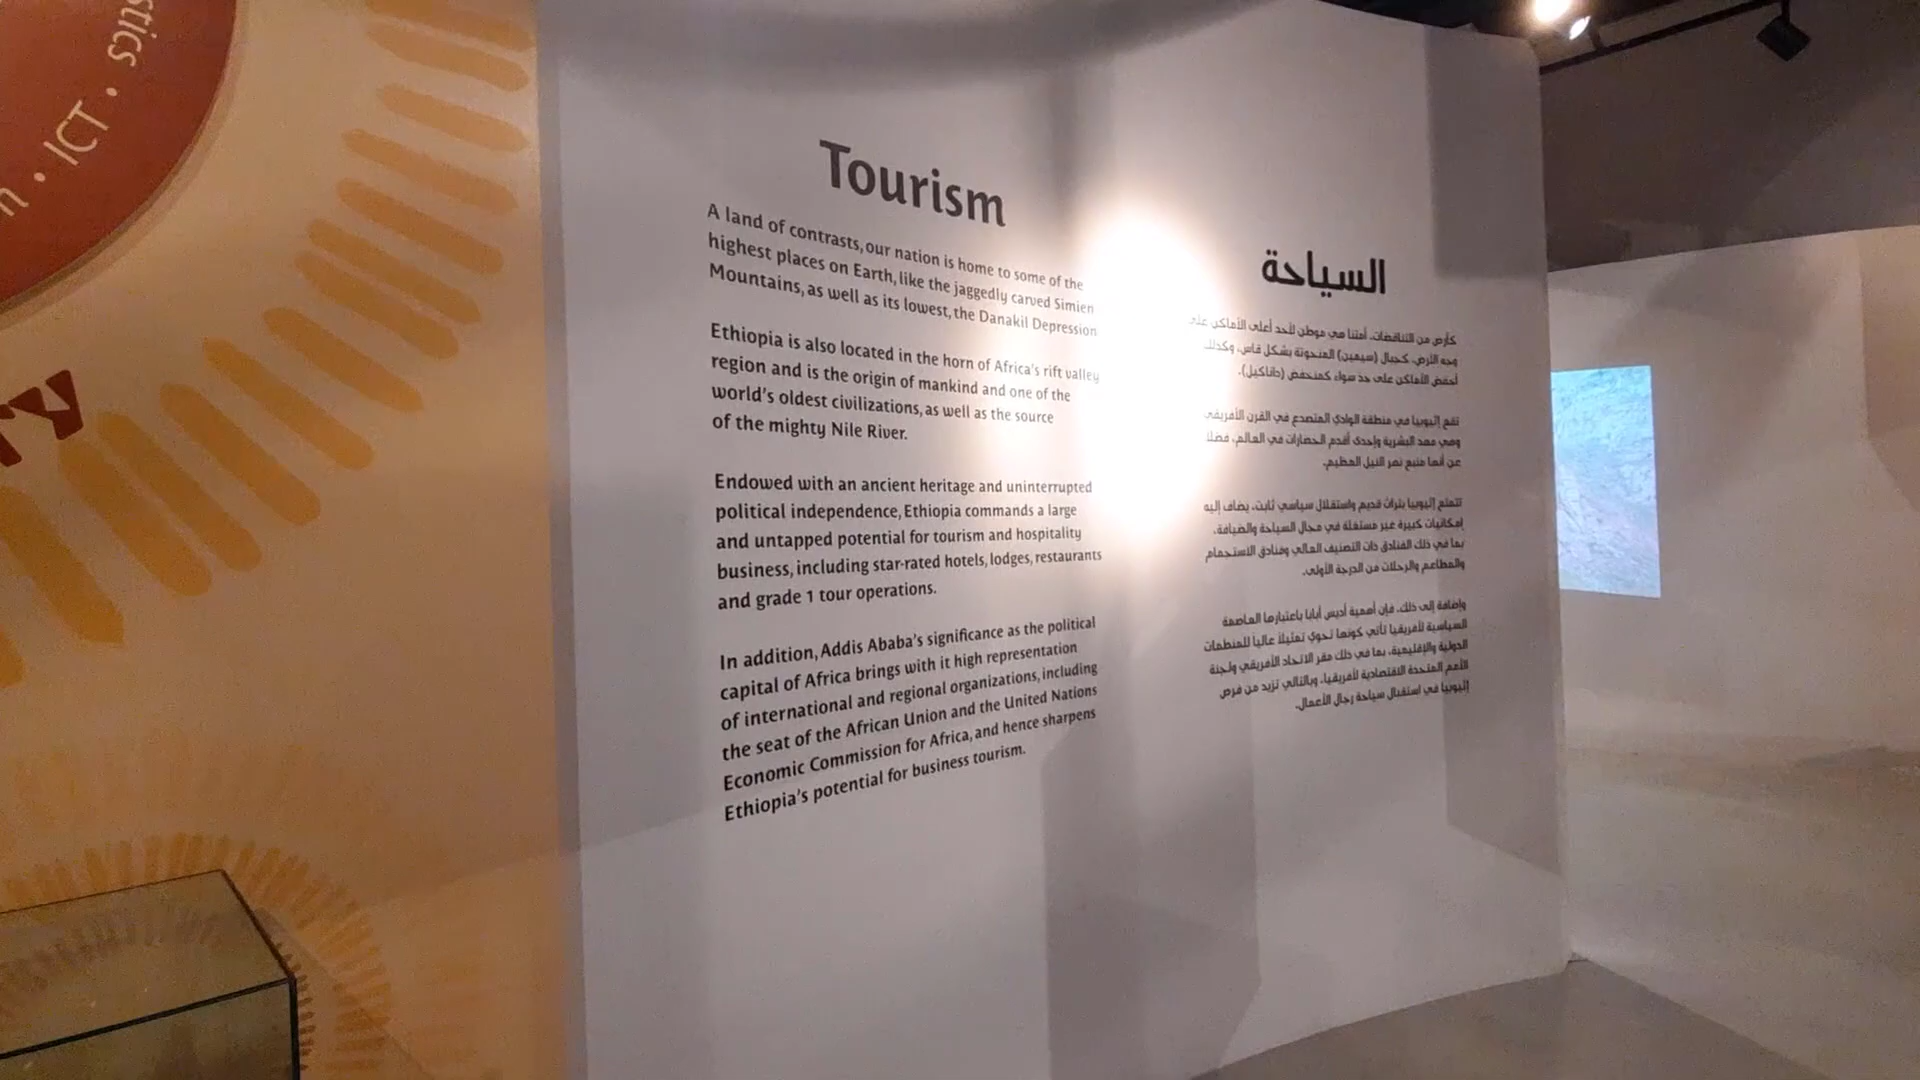 stics
• ICT •
n
Tourism
A land of contrasts, our nation is home to some of the
highest places on Earth, like the jaggedly carved Simien
Mountains, as well as its lowest, the Danakil Depression
Ethiopia is also located in the horn of Africa's rift valley
region and is the origin of mankind and one of the
world's oldest civilizations, as well as the source
of the mighty Nile River.
Endowed with an ancient heritage and uninterrupted
political independence, Ethiopia commands a large
and untapped potential for tourism and hospitality
business, including star-rated hotels, lodges, restaurants
and grade 1 tour operations.
In addition, Addis Ababa's significance as the political
capital of Africa brings with it high representation
of international and regional organizations, including
the seat of the African Union and the United Nations
Economic Commission for Africa, and hence sharpens
Ethiopia's potential for business tourism.
السياحة
كأرض من التناقضات، أمتنا هي موطن لأحد أعلى الأماكن على
وجه الأرض، كجبال (سيمين) المنحوتة بشكل قاس، وكذلك
أخفض الأماكن على حد سواء كمنخفض (داناكيل).
تقع إثيوبيا في منطقة الوادي المتصدع في القرن الأفريقي
وهي مهد البشرية وإحدى أقدم الحضارات في العالم، فضلا
عن أنها منبع نهر النيل العظيم.
تتمتع إثيوبيا بتراث قديم واستقلال سياسي ثابت، يضاف إليه
إمكانيات كبيرة غير مستغلة في مجال السياحة والضيافة،
بما في ذلك الفنادق ذات التصنيف العالي وفنادق الاستجمام
والمطاعم والرحلات من الدرجة الأولى.
وإضافة إلى ذلك، فإن أهمية أديس أبابا باعتبارها العاصمة
السياسية لأفريقيا تأتي كونها تحوي تمثيلاً عالياً للمنظمات
الدولية والإقليمية، بما في ذلك مقر الاتحاد الأفريقي ولجنة
الأمم المتحدة الاقتصادية لأفريقيا، وبالتالي تزيد من فرص
إثيوبيا في استقبال سياحة رجال الأعمال.